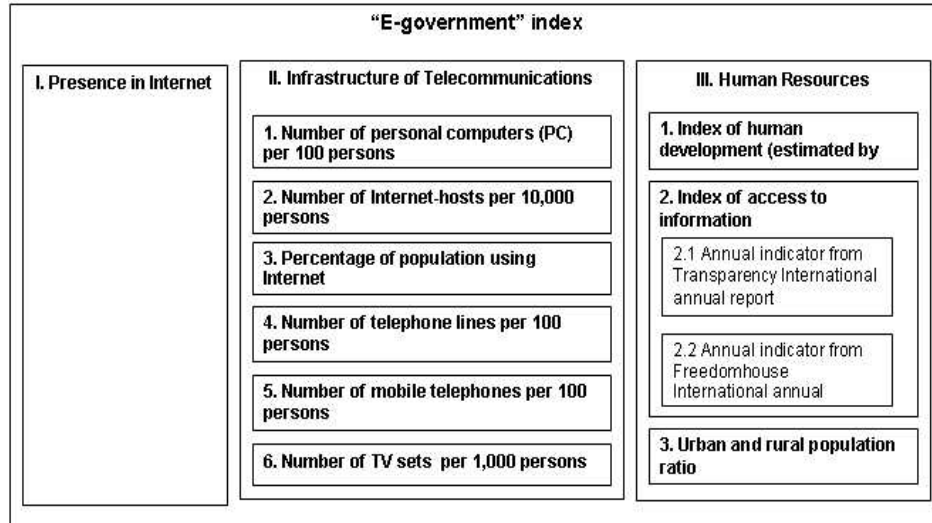 “E-government” index
I. Presence in Internet
II. Infrastructure of Telecommunications
1. Number of personal computers (PC)
per 100 persons
2. Number of Internet-hosts per 10,000
persons
3. Percentage of population using
Internet
4. Number of telephone lines per 100
persons
5. Number of mobile telephones per 100
persons
6. Number of TV sets per 1,000 persons
III. Human Resources
1. Index of human
development (estimated by
2. Index of access to
information
2.1 Annual indicator from
Transparency International
annual report
2.2 Annual indicator from
Freedomhouse
International annual
3. Urban and rural population
ratio